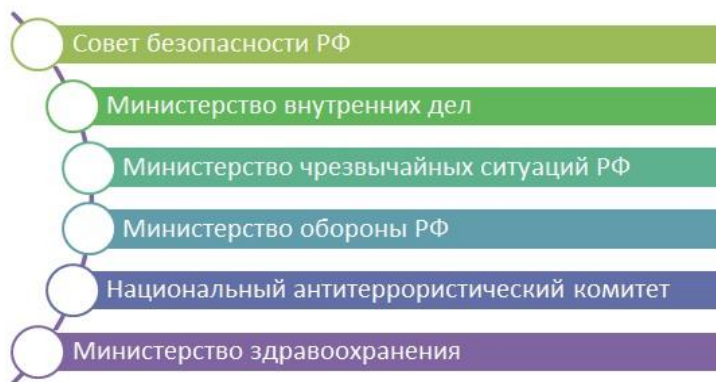 Совет безопасности РФ
Министерство внутренних дел
Министерство чрезвычайных ситуаций РФ
Министерство обороны РФ
Национальный антитеррористический комитет
Министерство здравоохранения